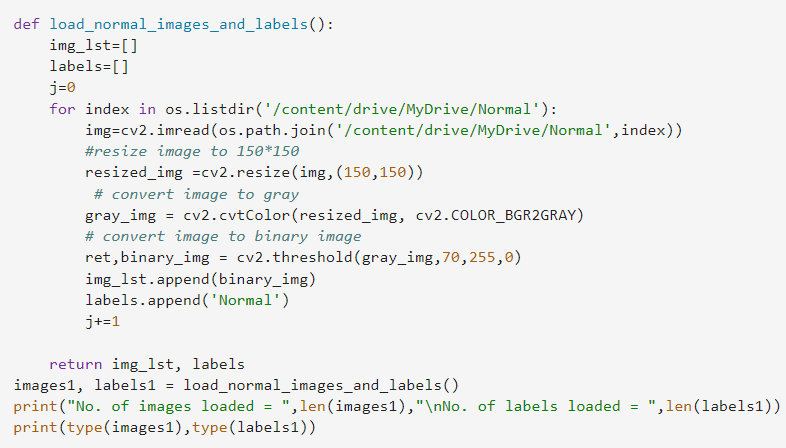 def load_normal_images_and_labels():
    img_lst=[]
    labels=[]
    j=0
    for index in os.listdir('/content/drive/MyDrive/Normal'):
        img=cv2.imread(os.path.join('/content/drive/MyDrive/Normal',index))
        #resize image to 150*150
        resized_img =cv2.resize(img,(150,150))
         # convert image to gray
        gray_img = cv2.cvtColor(resized_img, cv2.COLOR_BGR2GRAY)
        # convert image to binary image
        ret,binary_img = cv2.threshold(gray_img,70,255,0)
        img_lst.append(binary_img)
        labels.append('Normal')
        j+=1

    return img_lst, labels
images1, labels1 = load_normal_images_and_labels()
print("No. of images loaded = ",len(images1),"\nNo. of labels loaded = ",len(labels1))
print(type(images1),type(labels1))